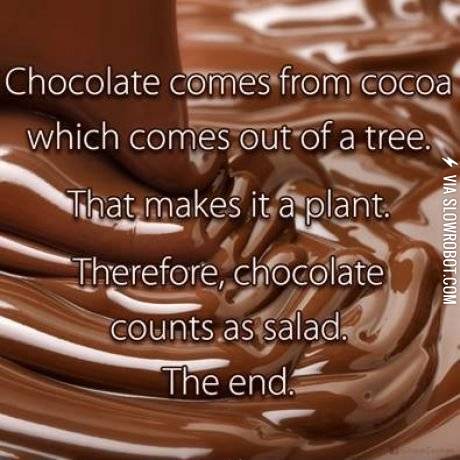 Chocolate comes from cocoa
which comes out of a tree.
That makes it a plant.
Therefore, chocolate
counts as salad.
The end.
VIA SLOWROBOT.COM